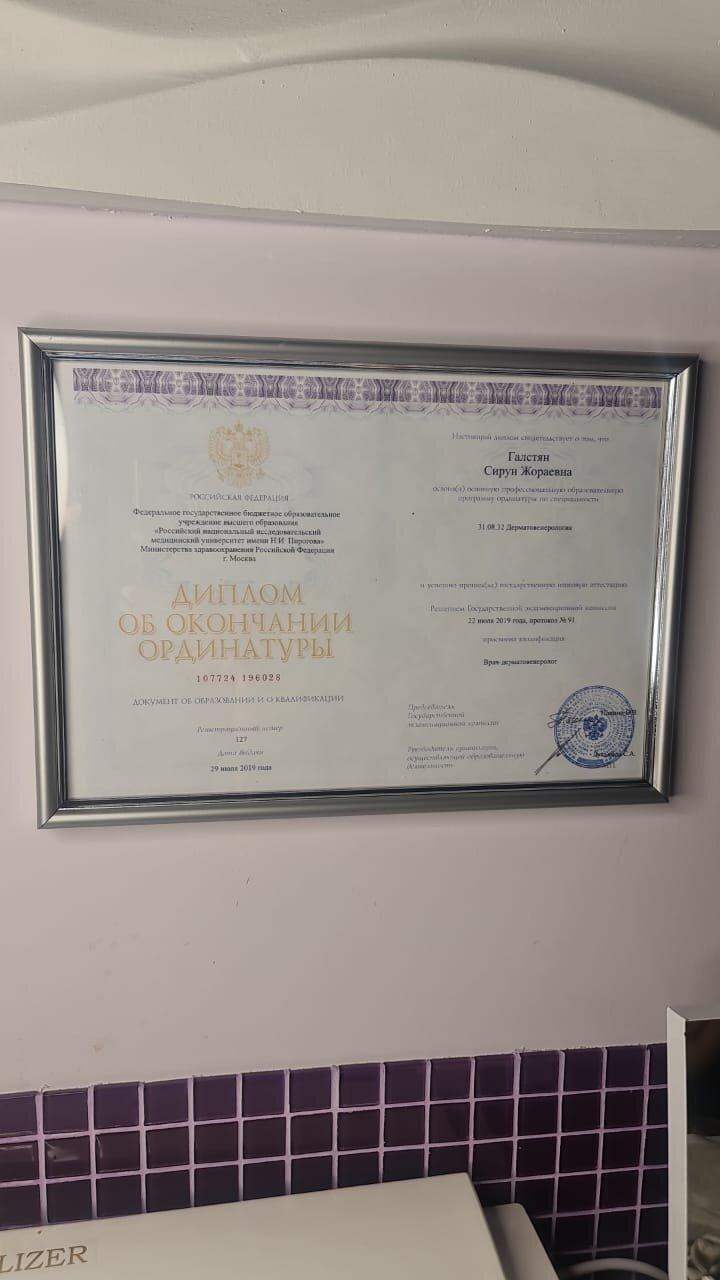 РОССИЙСКАЯ ФЕДЕРАЦИЯ
Федеральное государственное бюджетное образовательное
учреждение высшего образования
«Российский национальный исследовательский
медицинский университет имени Н.И. Пирогова»
Министерства здравоохранения Российской Федерации
г. Москва
ДИПЛОМ
ОБ ОКОНЧАНИИ
ОРДИНАТУРЫ
107724 196028
ДОКУМЕНТ ОБ ОБРАЗОВАНИИ И О КВАЛИФИКАЦИИ
Регистрационный номер
127
Дата выдачи
29 июля 2019 года
Настоящий диплом свидетельствует о том, что
Галстян
Сирун Жораевна
освоил(а) основную профессиональную образовательную
программу ординатуры по специальности
31.08.32 Дерматовенерология
и успешно прошел(ла) государственную итоговую аттестацию
Решением Государственной экзаменационной комиссии
22 июля 2019 года, протокол № 91
присвоена квалификация
Врач-дерматовенеролог
Председатель
Государственной
экзаменационной комиссии
Руководитель организации,
осуществляющей образовательную
деятельность
С.А.
LIZER